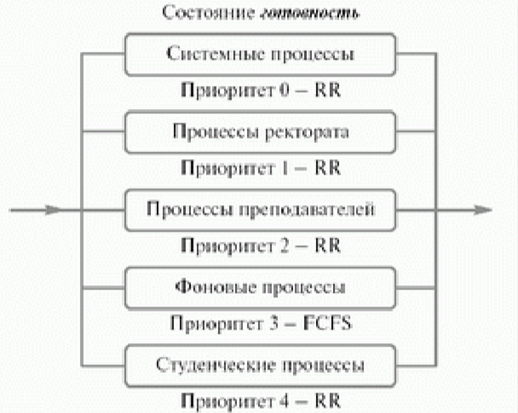 Состояние готовность
Системные процессы
Приоритет 0 – RR
Процессы ректората
Приоритет 1 – RR
Процессы преподавателей
Приоритет 2 – RR
Фоновые процессы
Приоритет 3 – FCFS
Студенческие процессы
Приоритет 4 – RR